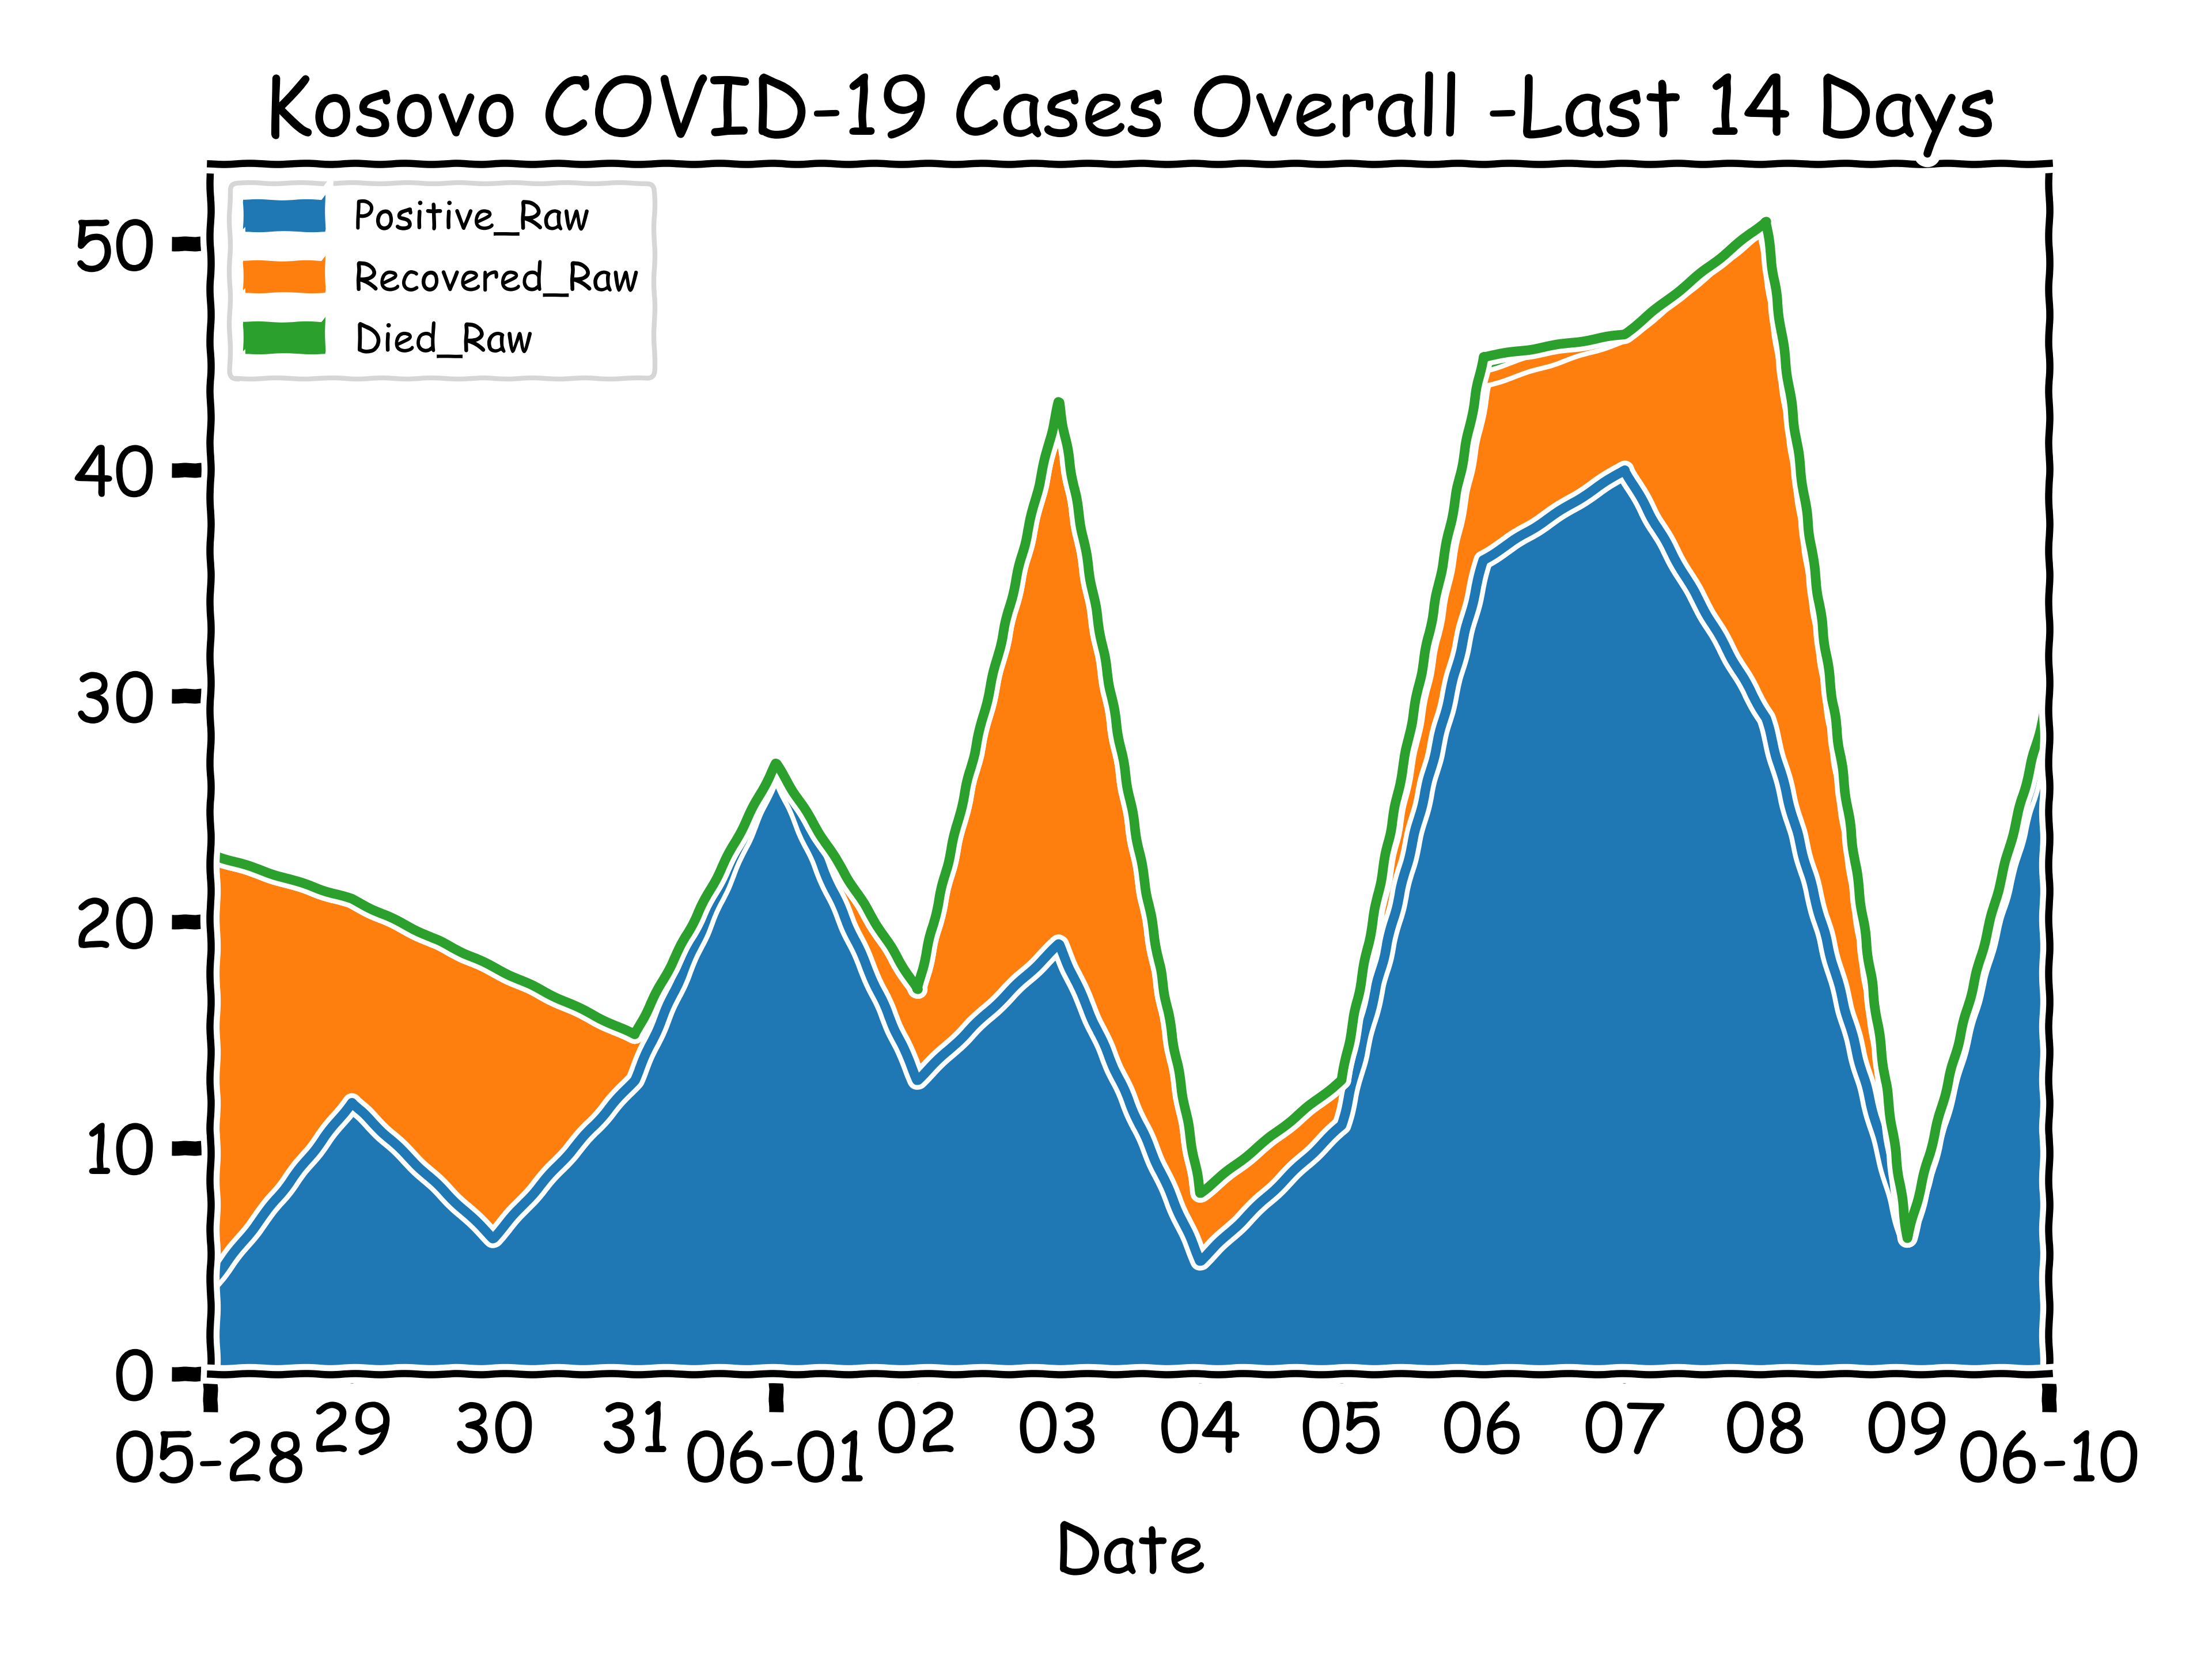 Kosovo COVID-19 Cases Overall -Last 14 Days
Positive_Raw
Recovered_Raw
Died_Raw
50
40
30
20
10
0
05-28 29 30 31 06-01 02 03 04 05 06 07 08 09 06-10
Date